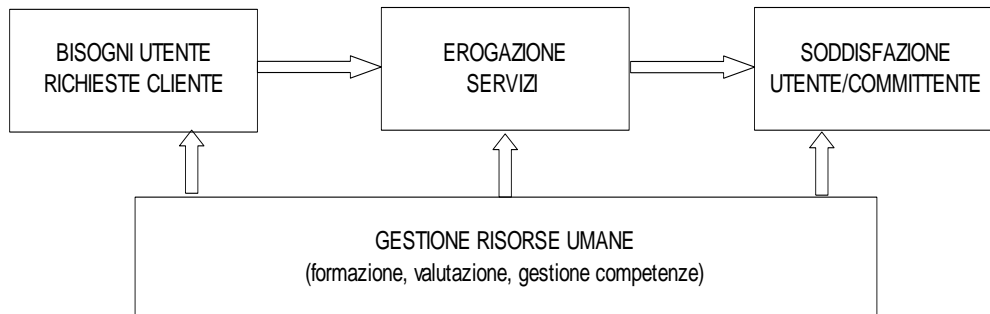 BISOGNI UTENTE
RICHIESTE CLIENTE
EROGAZIONE
SERVIZI
SODDISFAZIONE
UTENTE/COMMITTENTE
GESTIONE RISORSE UMANE
(formazione, valutazione, gestione competenze)